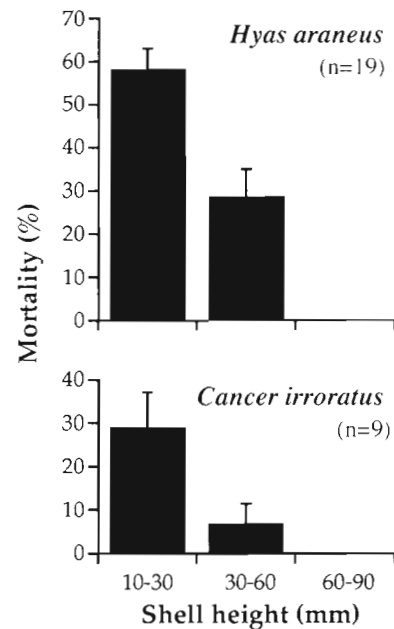 Hyas araneus
(n=19)
70
60
50
40
30
20
10
0
Mortality (%)
Cancer irroratus
(n=9)
40
30
20
10
0
10-30 30-60 60-90
Shell height (mm)